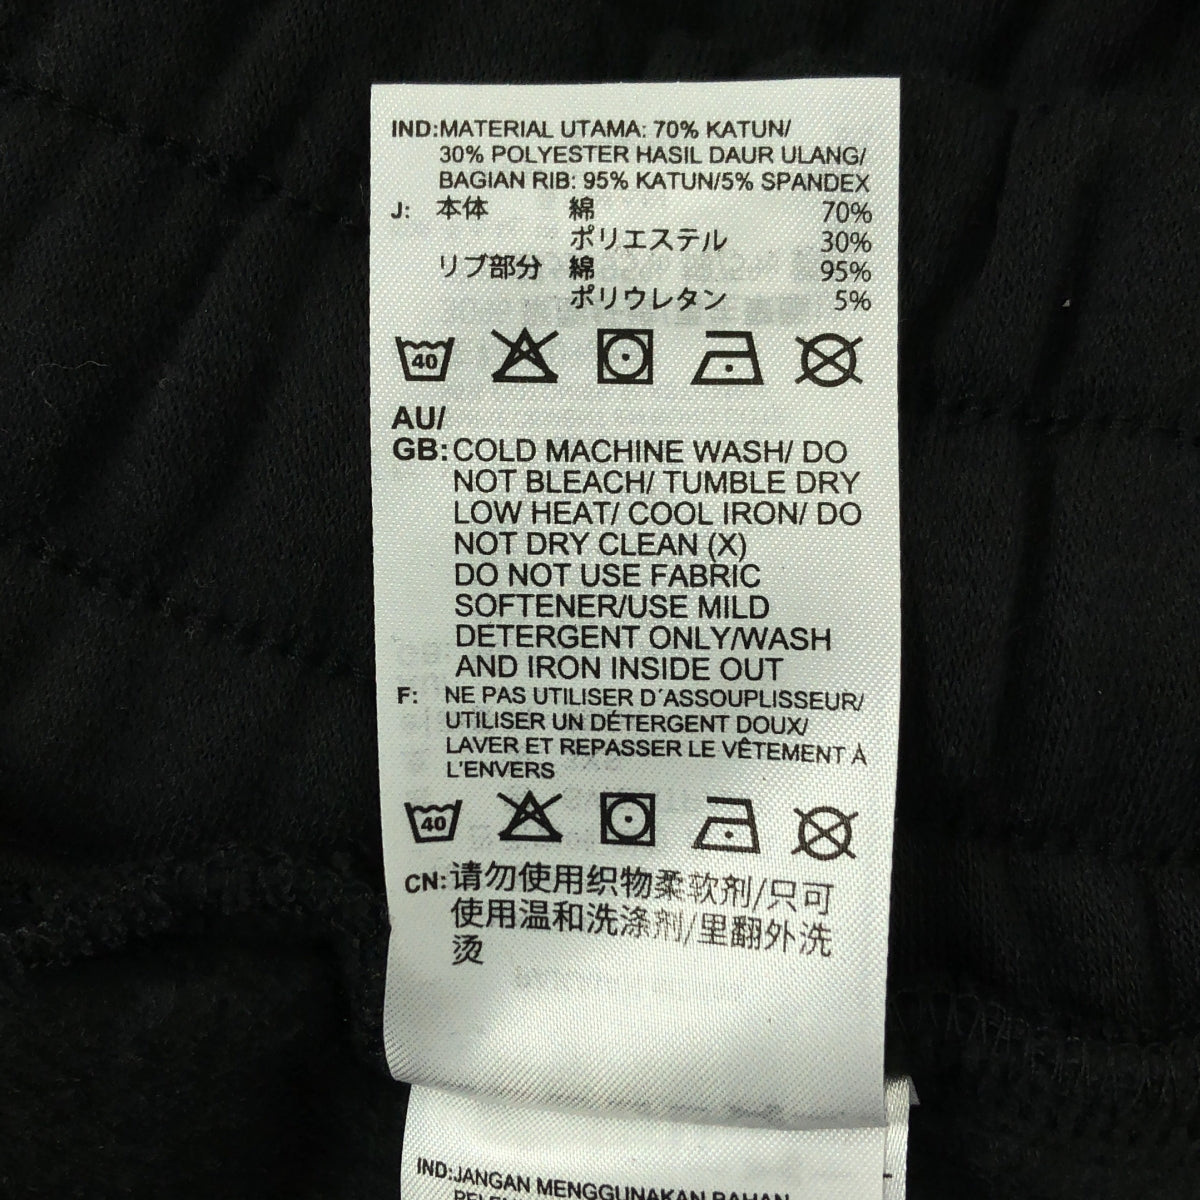 IND:MATERIAL UTAMA: 70% KATUN/
30% POLYESTER HASIL DAUR ULANG/
BAGIAN RIB: 95% KATUN/5% SPANDEX
J: 本体 綿 70%
ポリエステル 30%
リブ部分 綿 95%
ポリウレタン 5%
40
AU/
GB:COLD MACHINE WASH/ DO
NOT BLEACH/ TUMBLE DRY
LOW HEAT/ COOL IRON/ DO
NOT DRY CLEAN (X)
DO NOT USE FABRIC
SOFTENER/USE MILD
DETERGENT ONLY/WASH
AND IRON INSIDE OUT
F: NE PAS UTILISER D'ASSOUPLISSEUR/
UTILISER UN DÉTERGENT DOUX/
LAVER ET REPASSER LE VÊTEMENT À
L'ENVERS
40
CN:请勿使用织物柔软剂/只可
使用温和洗涤剂/里翻外洗
烫
IND:JANGAN MENGGUNAKAN BAHAN